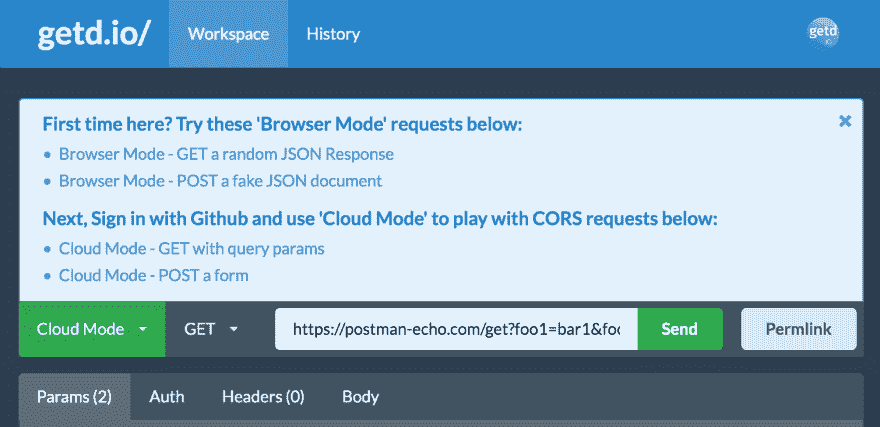 getd.io/ Workspace History getd
First time here? Try these 'Browser Mode' requests below:
Browser Mode - GET a random JSON Response
Browser Mode - POST a fake JSON document
Next, Sign in with Github and use 'Cloud Mode' to play with CORS requests below:
Cloud Mode - GET with query params
Cloud Mode - POST a form
Cloud Mode GET https://postman-echo.com/get?foo1=bar1&foo Send Permlink
Params (2) Auth Headers (0) Body